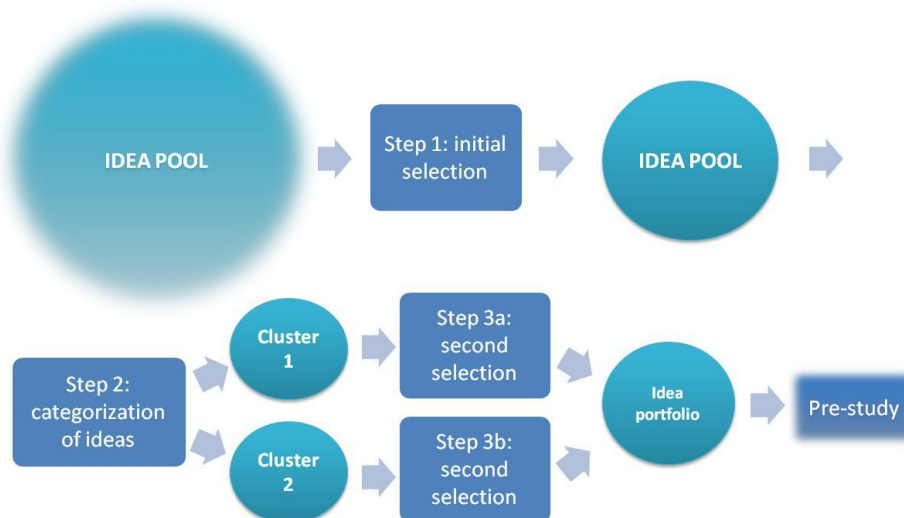 IDEA POOL
Step 1: initial
selection
IDEA POOL
Step 2:
categorization
of ideas
Cluster
1
Step 3a:
second
selection
Cluster
2
Step 3b:
second
selection
Idea
portfolio
Pre-study